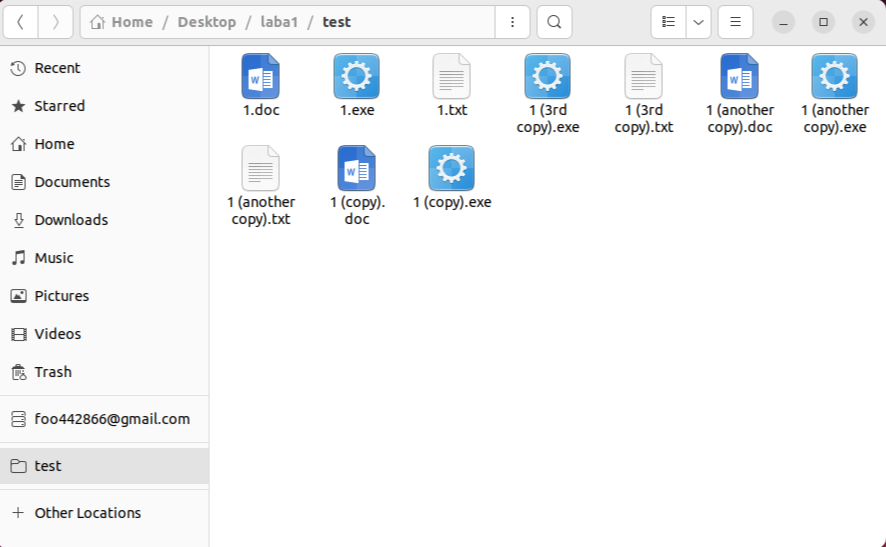 Home / Desktop / laba1 / test
Recent
Starred
Home
Documents
Downloads
Music
Pictures
Videos
Trash
foo442866@gmail.com
test
+ Other Locations
1.doc
1.exe
1.txt
1 (3rd
copy).exe
1 (3rd
copy).txt
1 (another
copy).doc
1 (another
copy).exe
1 (another
copy).txt
1 (copy).
doc
1 (copy).exe